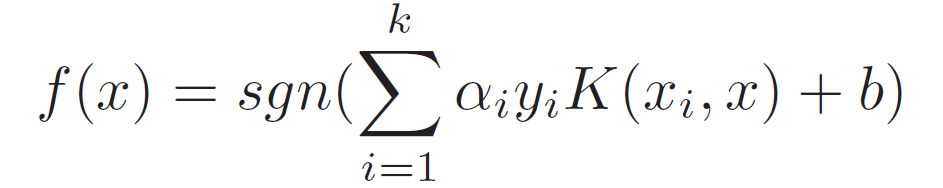 f(x) = sgn(∑_{i=1}^{k} α_i y_i K(x_i, x) + b)